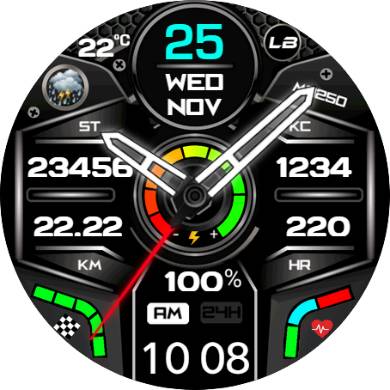 25
22°C
LB
WED
NOV
ST
KC
23456
1234
22.22
220
KM
HR
- +
100%
AM 24H
10 08